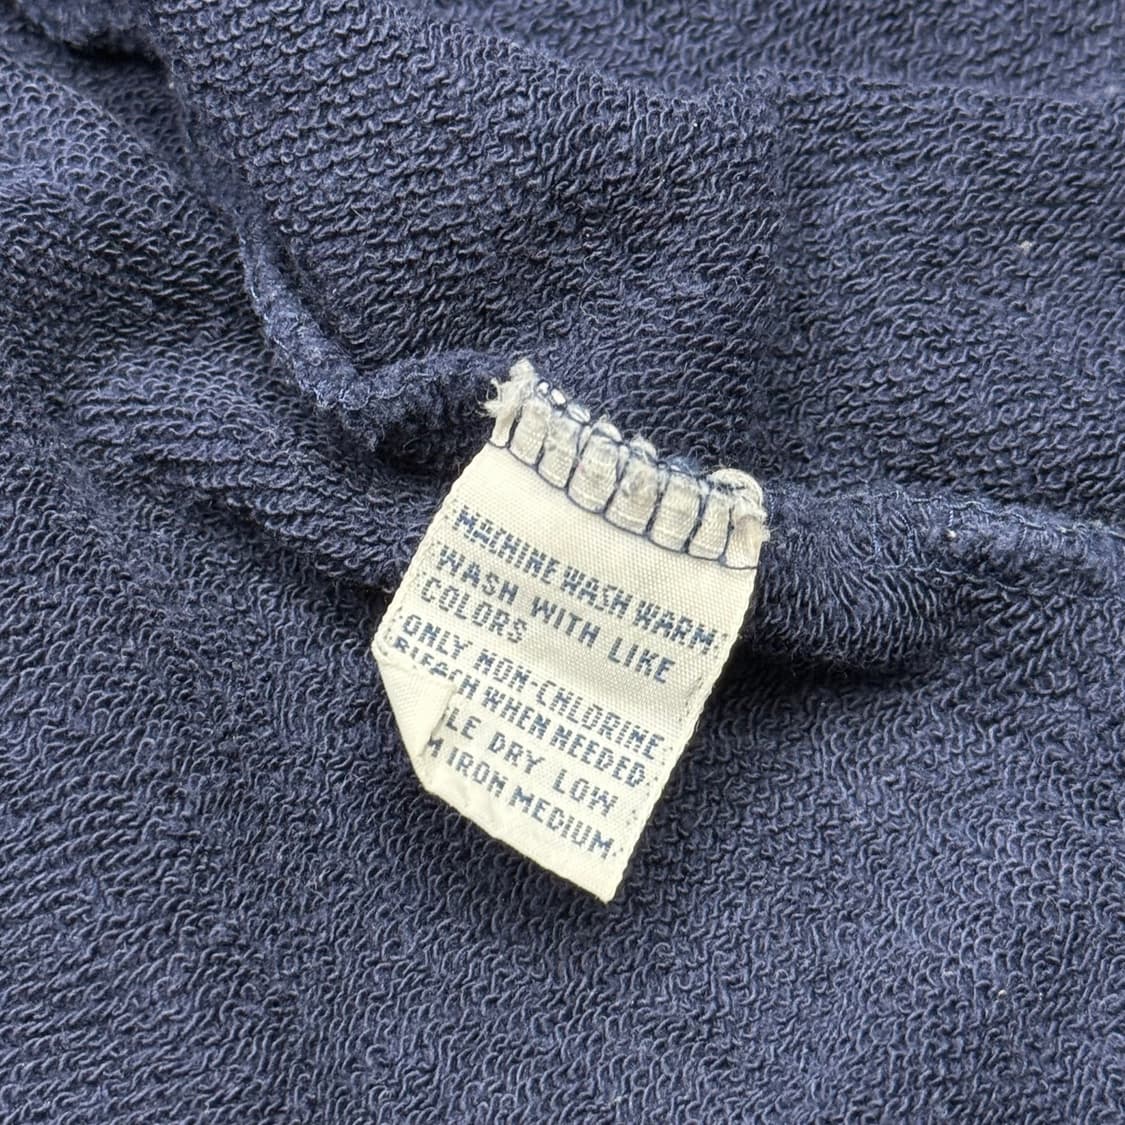 MACHINE WASH WARM
WASH WITH LIKE
COLORS
ONLY NON-CHLORINE
BLEACH WHEN NEEDED
LE DRY LOW
M IRON MEDIUM